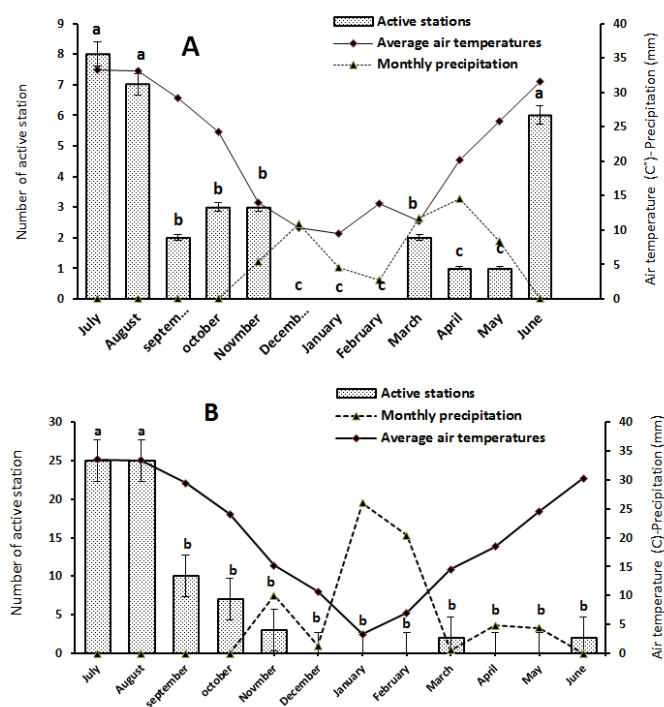 A
Active stations
Average air temperatures
Monthly precipitation
Number of active station
9
8
7
6
5
4
3
2
1
0
40
35
30
25
20
15
10
5
0
Air temperature (C°)- Precipitation (mm)
a
a
b
b
b
c
c
c
b
c
c
a
July
August
septem...
october
Novmber
Decemb...
January
February
March
April
May
June
B
Active stations
Monthly precipitation
Average air temperatures
Number of active station
30
25
20
15
10
5
0
40
35
30
25
20
15
10
5
0
Air temperature (C)-Precipitation (mm)
a
a
b
b
b
b
b
b
b
b
b
b
July
August
september
october
Novmber
December
January
February
March
April
May
June